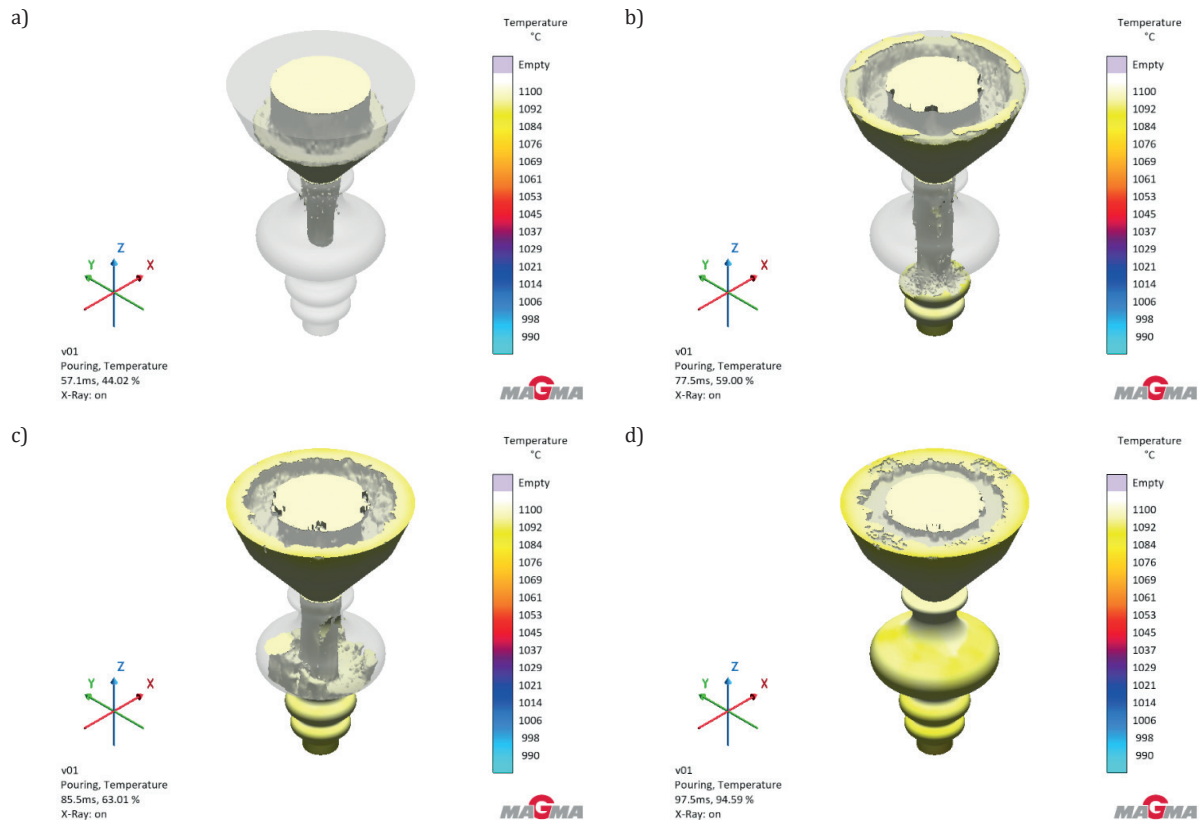 a)
Temperature
°C
Empty
1100
1092
1084
1076
1069
1061
1053
1045
1037
1029
1021
1014
1006
998
990
Z
Y
X
v01
Pouring, Temperature
57.1ms, 44.02 %
X-Ray: on
MAGMA
b)
Temperature
°C
Empty
1100
1092
1084
1076
1069
1061
1053
1045
1037
1029
1021
1014
1006
998
990
Z
Y
X
v01
Pouring, Temperature
77.5ms, 59.00 %
X-Ray: on
MAGMA
c)
Temperature
°C
Empty
1100
1092
1084
1076
1069
1061
1053
1045
1037
1029
1021
1014
1006
998
990
Z
Y
X
v01
Pouring, Temperature
85.5ms, 63.01 %
X-Ray: on
MAGMA
d)
Temperature
°C
Empty
1100
1092
1084
1076
1069
1061
1053
1045
1037
1029
1021
1014
1006
998
990
Z
Y
X
v01
Pouring, Temperature
97.5ms, 94.59 %
X-Ray: on
MAGMA